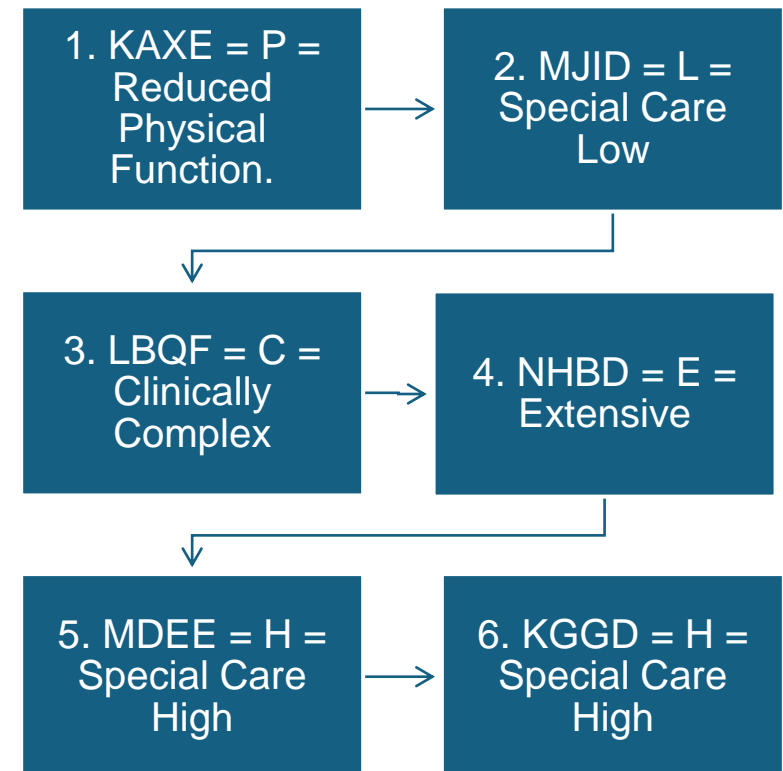 1. KAXE = P =
Reduced
Physical
Function.
2. MJID = L =
Special Care
Low
3. LBQF = C =
Clinically
Complex
4. NHBD = E =
Extensive
5. MDEE = H =
Special Care
High
6. KGGD = H =
Special Care
High